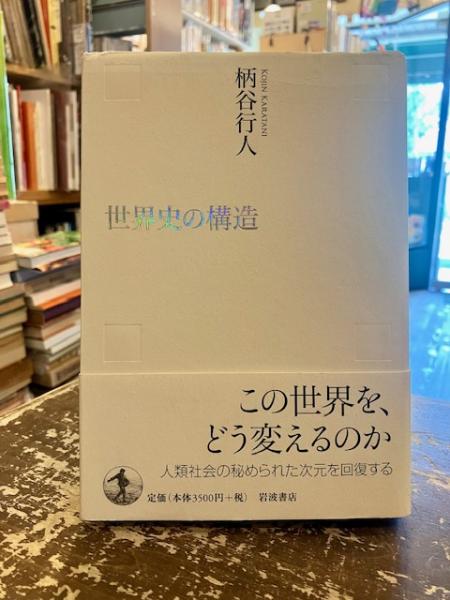 柄谷行人
KOJIN KARATANI
世界史の構造
この世界を、
どう変えるのか
人類社会の秘められた次元を回復する
定価(本体3500円+税) 岩波書店